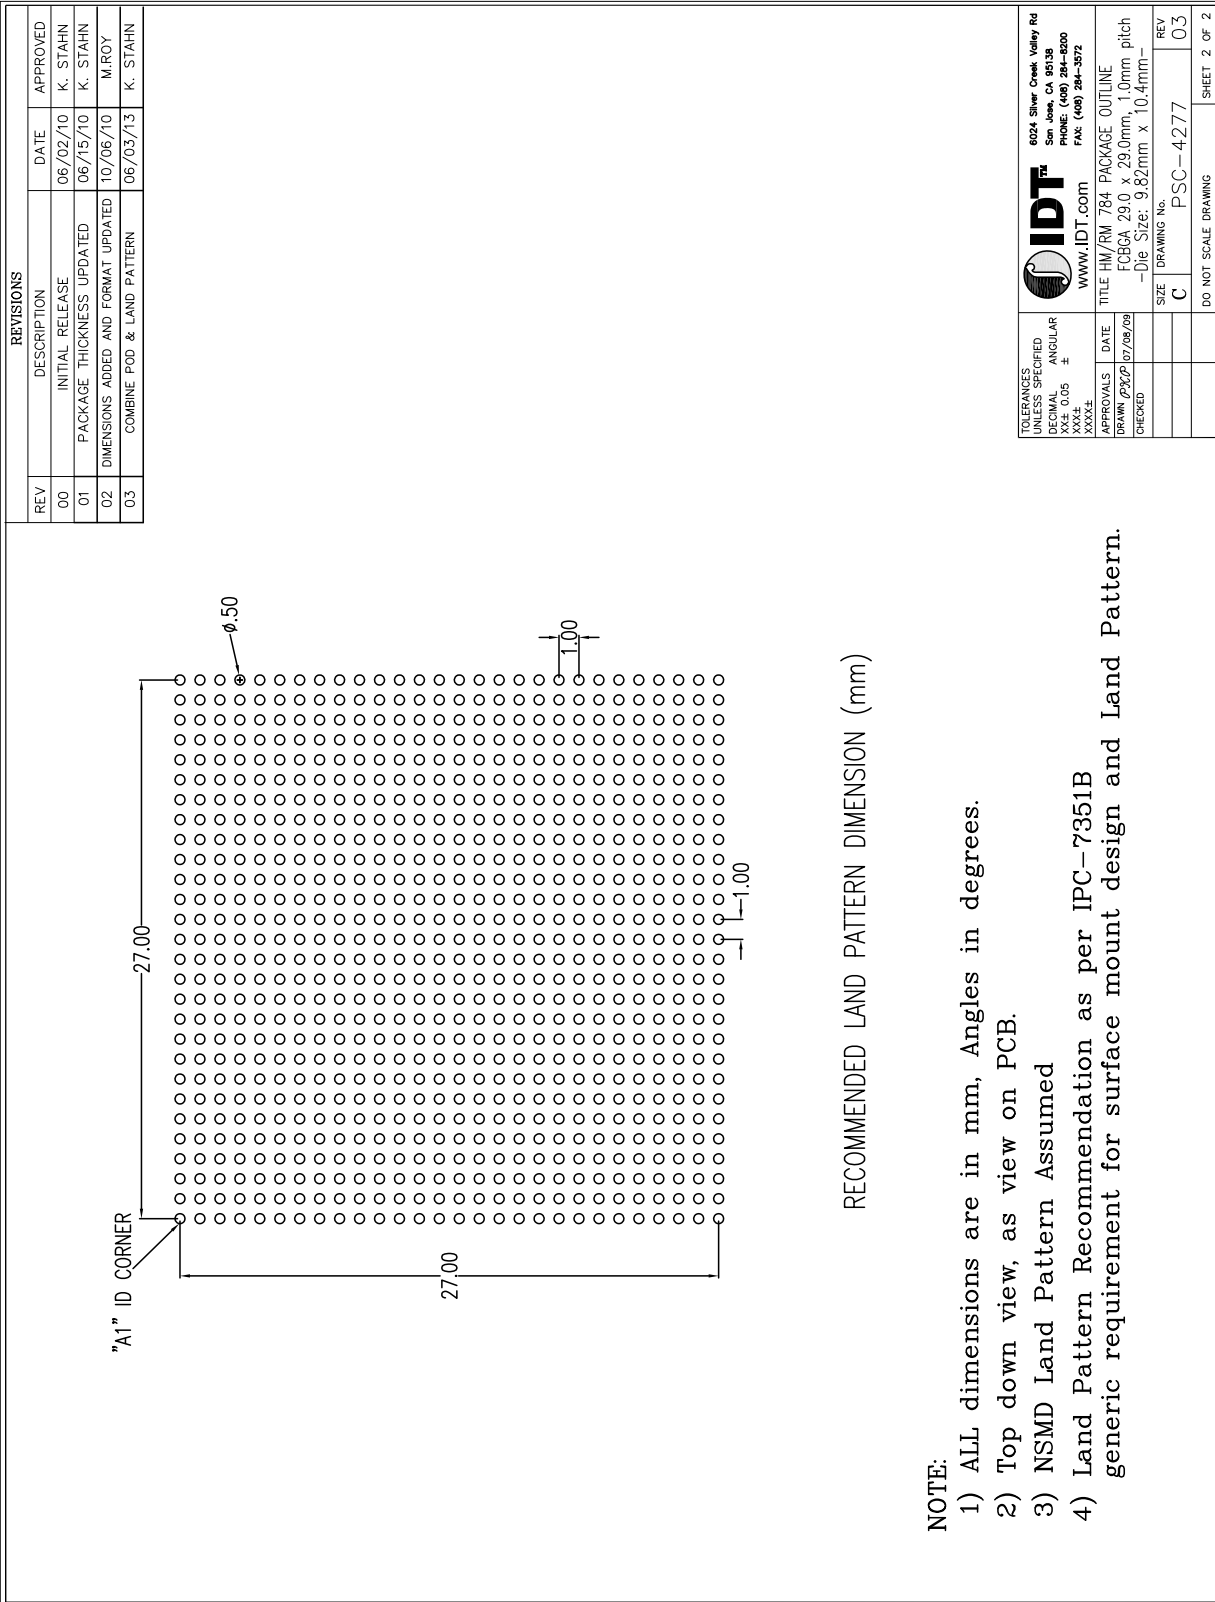 REVISIONS
REV DESCRIPTION DATE APPROVED
00 INITIAL RELEASE 06/02/10 K. STAHN
01 PACKAGE THICKNESS UPDATED 06/15/10 K. STAHN
02 DIMENSIONS ADDED AND FORMAT UPDATED 10/06/10 M.ROY
03 COMBINE POD & LAND PATTERN 06/03/13 K. STAHN
"A1" ID CORNER
27.00
ø.50
27.00
1.00
1.00
RECOMMENDED LAND PATTERN DIMENSION (mm)
NOTE:
1) ALL dimensions are in mm, Angles in degrees.
2) Top down view, as view on PCB.
3) NSMD Land Pattern Assumed
4) Land Pattern Recommendation as per IPC-7351B
generic requirement for surface mount design and Land Pattern.
TOLERANCES
UNLESS SPECIFIED
DECIMAL ANGULAR
XX± 0.05 ±
XXX±
XXXX±
APPROVALS DATE
DRAWN 07/08/09
CHECKED
IDT™
www.IDT.com
6024 Silver Creek Valley Rd
San Jose, CA 95138
PHONE: (408) 284-8200
FAX: (408) 284-3572
TITLE HM/RM 784 PACKAGE OUTLINE
FCBGA 29.0 x 29.0mm, 1.0mm pitch
-Die Size: 9.82mm x 10.4mm-
SIZE DRAWING No. REV
C PSC-4277 03
DO NOT SCALE DRAWING SHEET 2 OF 2